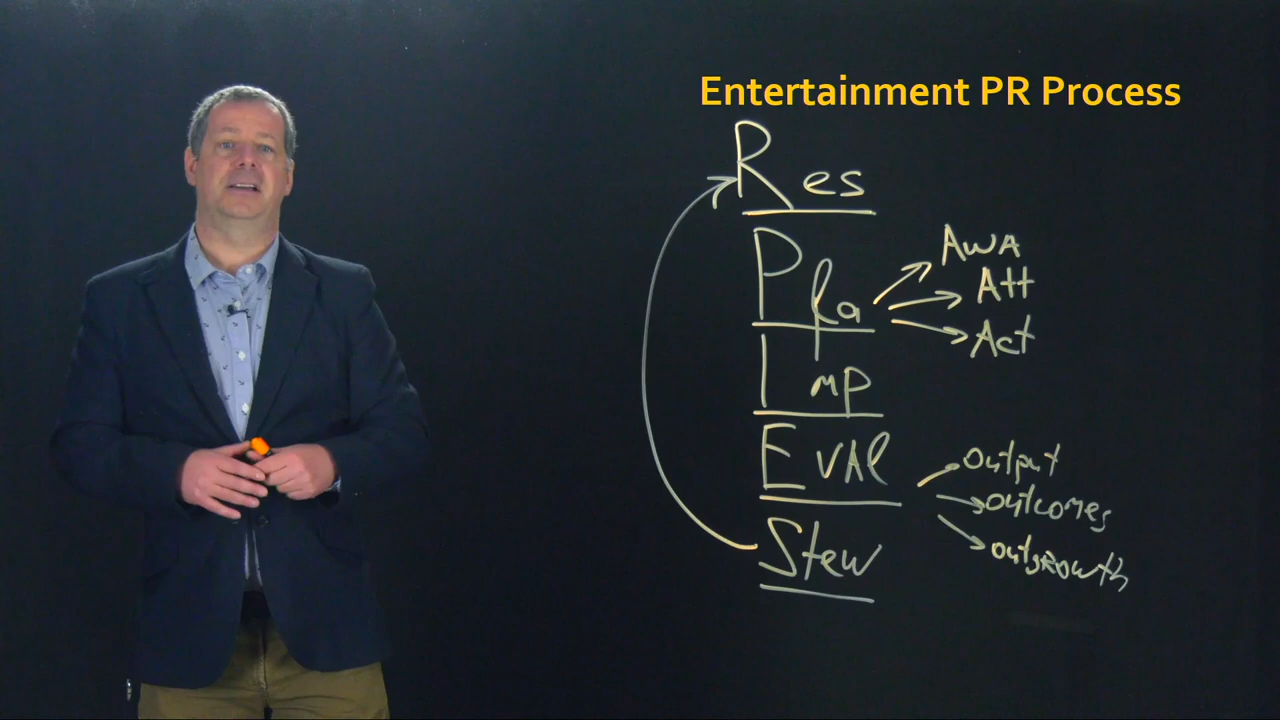 Entertainment PR Process
Res
Pla
Awa
Att
Act
Imp
Eval
Output
outcomes
outgrowth
Stew